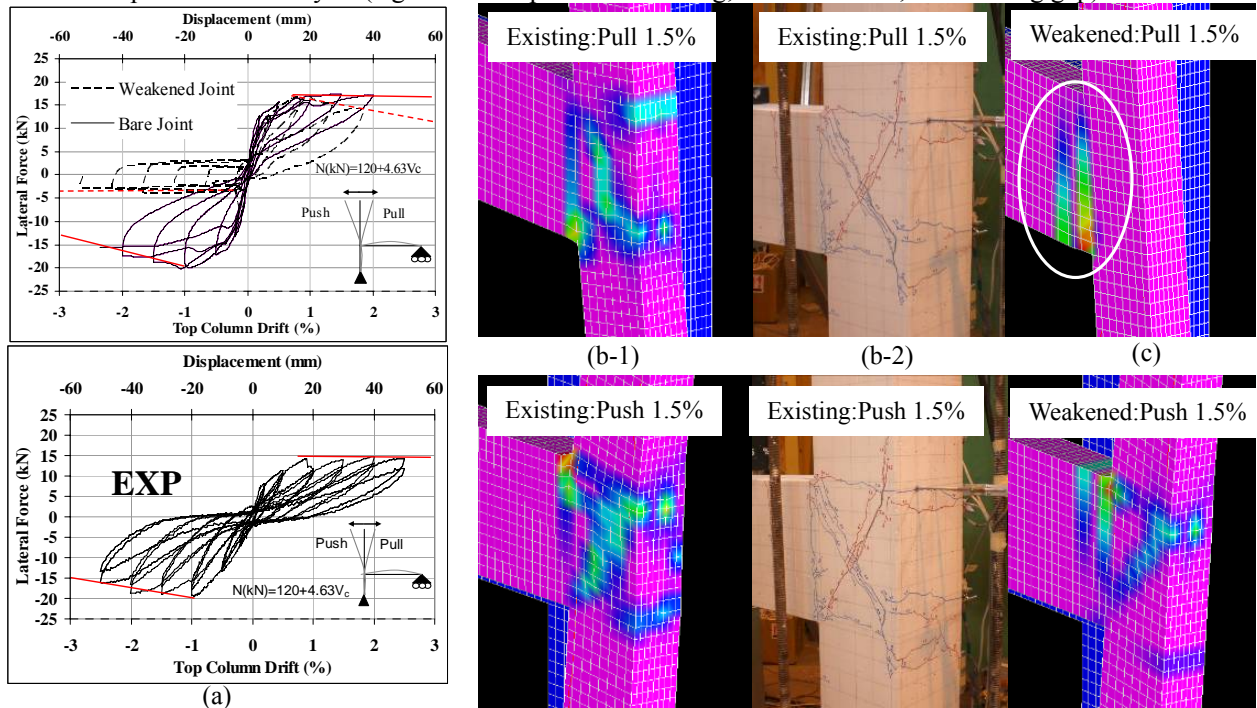 Displacement (mm)
-60 -40 -20 0 20 40 60
25
20
15
10
5
0
-5
-10
-15
-20
-25
Lateral Force (kN)
Weakened Joint
Bare Joint
N(kN)=120+4.63Vc
Push
Pull
-3 -2 -1 0 1 2 3
Top Column Drift (%)
Existing:Pull 1.5%
(b-1)
Existing:Pull 1.5%
(b-2)
Weakened:Pull 1.5%
(c)
Displacement (mm)
-60 -40 -20 0 20 40 60
25
20
15
10
5
0
-5
-10
-15
-20
-25
Lateral Force (kN)
EXP
Push
Pull
N(kN)=120+4.63Vc
-3 -2 -1 0 1 2 3
Top Column Drift (%)
(a)
Existing:Push 1.5%
Existing:Push 1.5%
Weakened:Push 1.5%